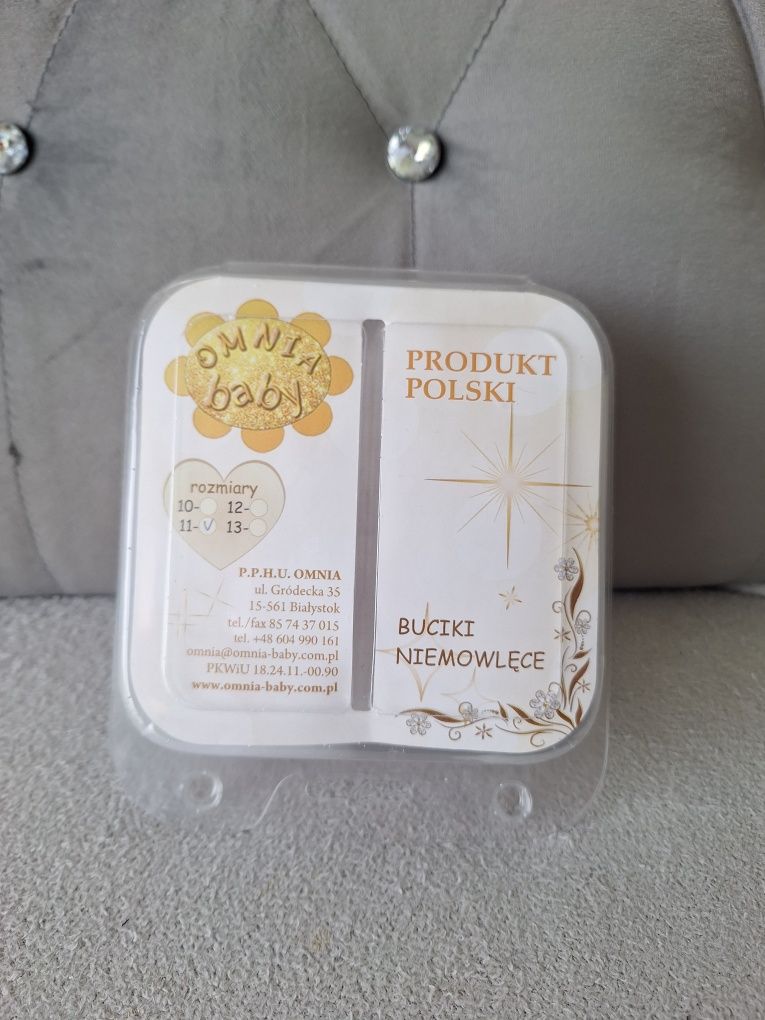 OMNIA
baby
rozmiary
10- 12-
11-V 13-
P.P.H.U. OMNIA
ul. Gródecka 35
15-561 Białystok
tel./fax 85 74 37 015
tel. +48 604 990 161
omnia@omnia-baby.com.pl
PKWiU 18.24.11.-00.90
www.omnia-baby.com.pl
PRODUKT
POLSKI
BUCIKI
NIEMOWLĘCE